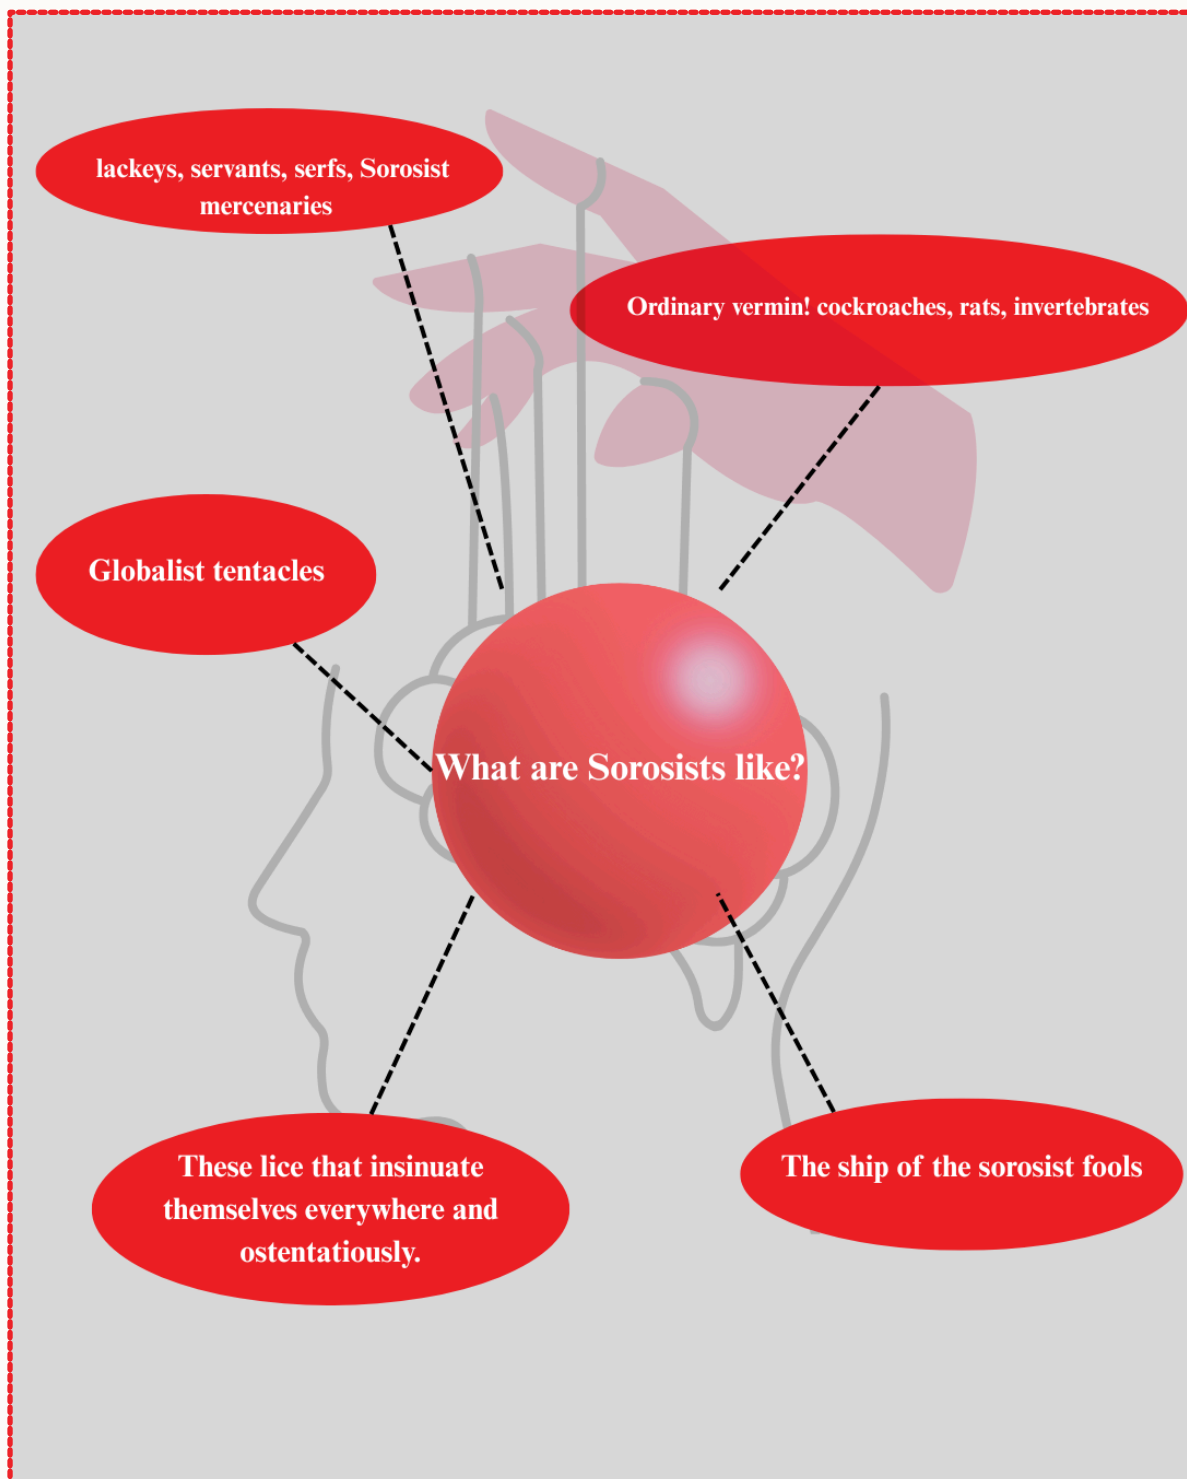 lackeys, servants, serfs, Sorosist
mercenaries
Ordinary vermin! cockroaches, rats, invertebrates
Globalist tentacles
What are Sorosists like?
These lice that insinuate
themselves everywhere and
ostentatiously.
The ship of the sorosist fools